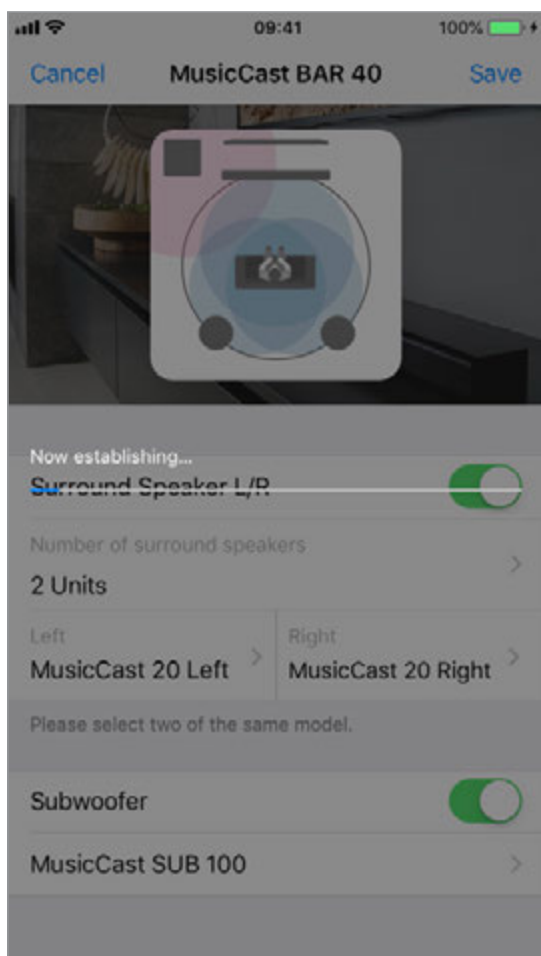 09:41
100%
Cancel
MusicCast BAR 40
Save
Now establishing...
Surround Speaker L/R
Number of surround speakers
2 Units
Left
Right
MusicCast 20 Left
MusicCast 20 Right
Please select two of the same model.
Subwoofer
MusicCast SUB 100